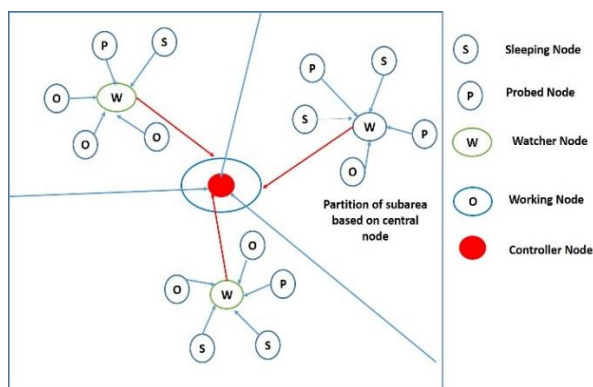 P
S
O
W
O
O
P
S
S
W
P
O
Partition of subarea
based on central
node
O
O
W
P
S
S
S Sleeping Node
P Probed Node
W Watcher Node
O Working Node
Controller Node